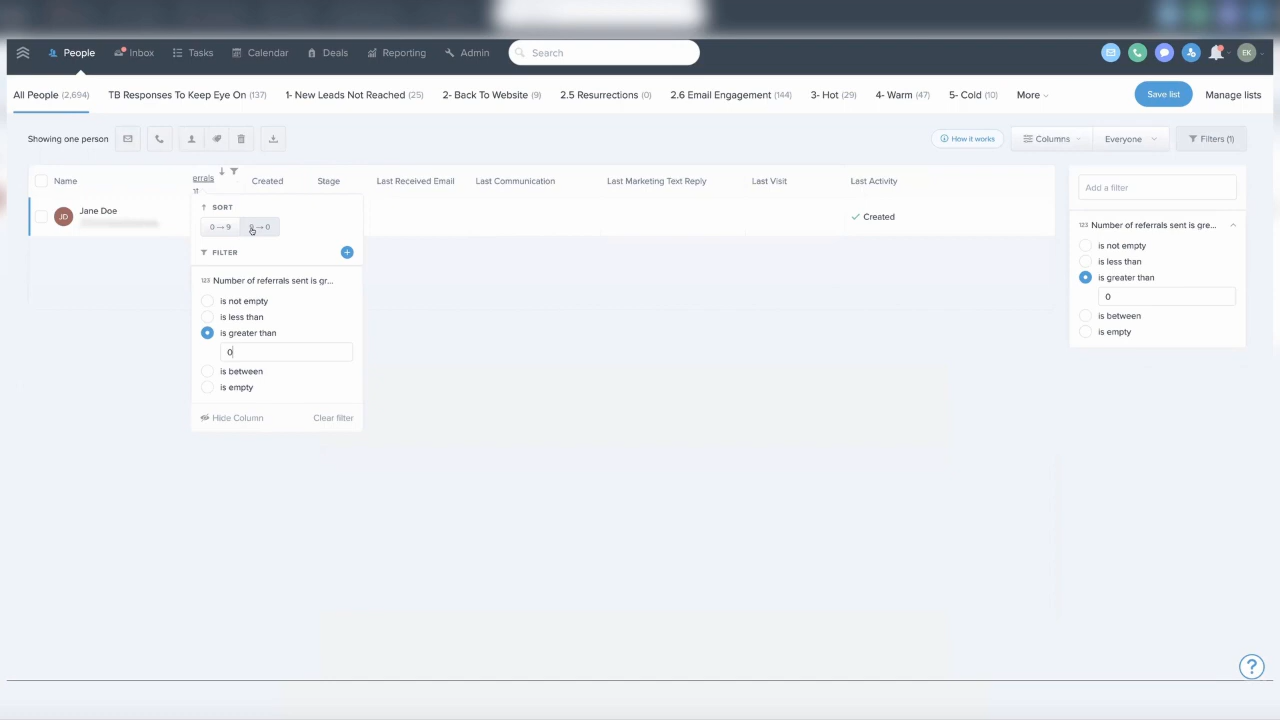 People Inbox Tasks Calendar Deals Reporting Admin Search EK
All People (2,694) TB Responses To Keep Eye On (137) 1- New Leads Not Reached (25) 2- Back To Website (9) 2.5 Resurrections (0) 2.6 Email Engagement (144) 3- Hot (29) 4- Warm (47) 5- Cold (10) More Save list Manage lists
Showing one person How it works Columns Everyone Filters (1)
Name errals Created Stage Last Received Email Last Communication Last Marketing Text Reply Last Visit Last Activity
JD Jane Doe Created
SORT
0→9 9→0
FILTER
123 Number of referrals sent is gr...
is not empty
is less than
is greater than
0
is between
is empty
Hide Column Clear filter
Add a filter
123 Number of referrals sent is gre...
is not empty
is less than
is greater than
0
is between
is empty
?